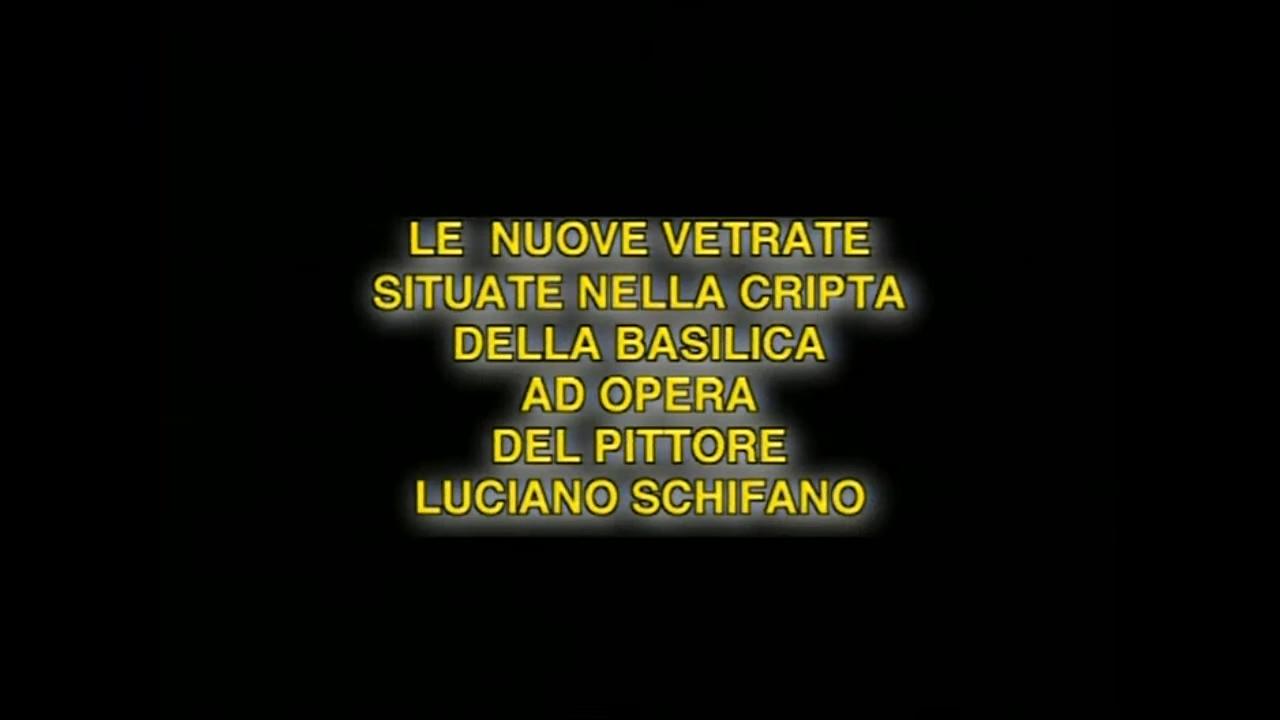 LE NUOVE VETRATE
SITUATE NELLA CRIPTA
DELLA BASILICA
AD OPERA
DEL PITTORE
LUCIANO SCHIFANO